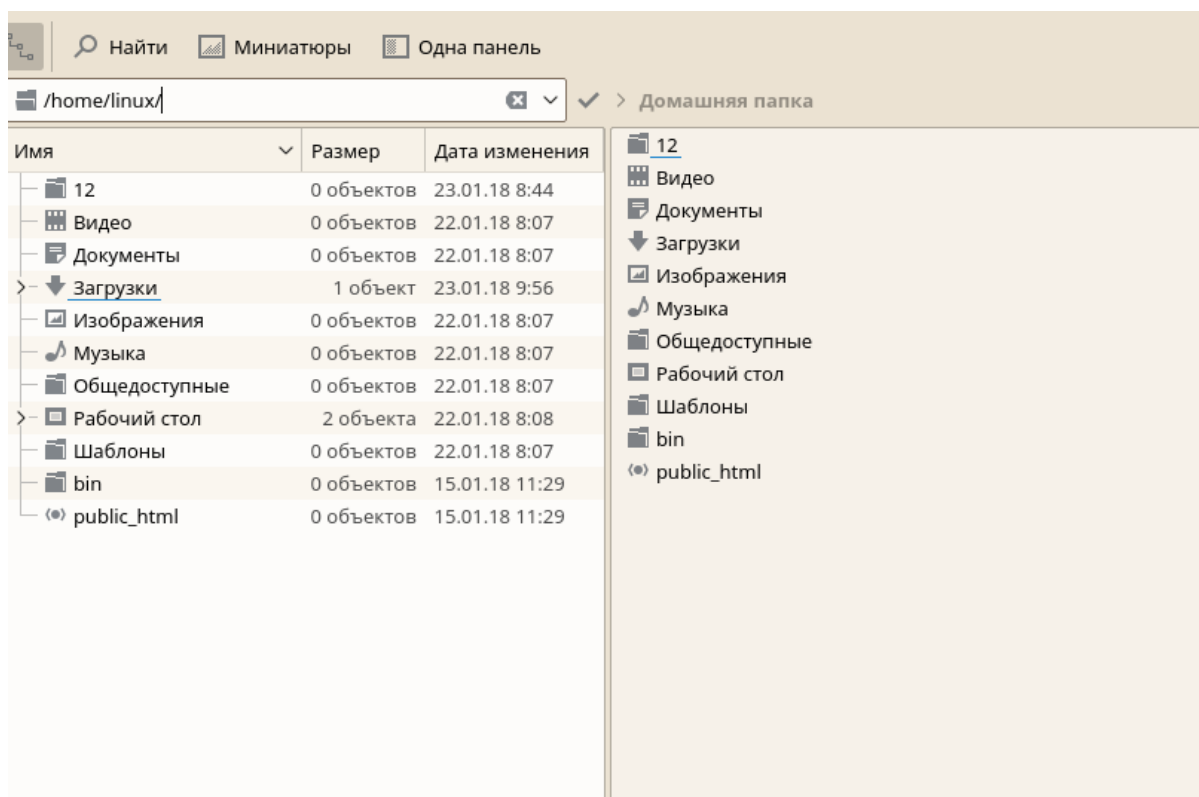 Найти Миниатюры Одна панель
/home/linux/ > Домашняя папка
Имя Размер Дата изменения
12 0 объектов 23.01.18 8:44
Видео 0 объектов 22.01.18 8:07
Документы 0 объектов 22.01.18 8:07
Загрузки 1 объект 23.01.18 9:56
Изображения 0 объектов 22.01.18 8:07
Музыка 0 объектов 22.01.18 8:07
Общедоступные 0 объектов 22.01.18 8:07
Рабочий стол 2 объекта 22.01.18 8:08
Шаблоны 0 объектов 22.01.18 8:07
bin 0 объектов 15.01.18 11:29
public_html 0 объектов 15.01.18 11:29
12
Видео
Документы
Загрузки
Изображения
Музыка
Общедоступные
Рабочий стол
Шаблоны
bin
public_html